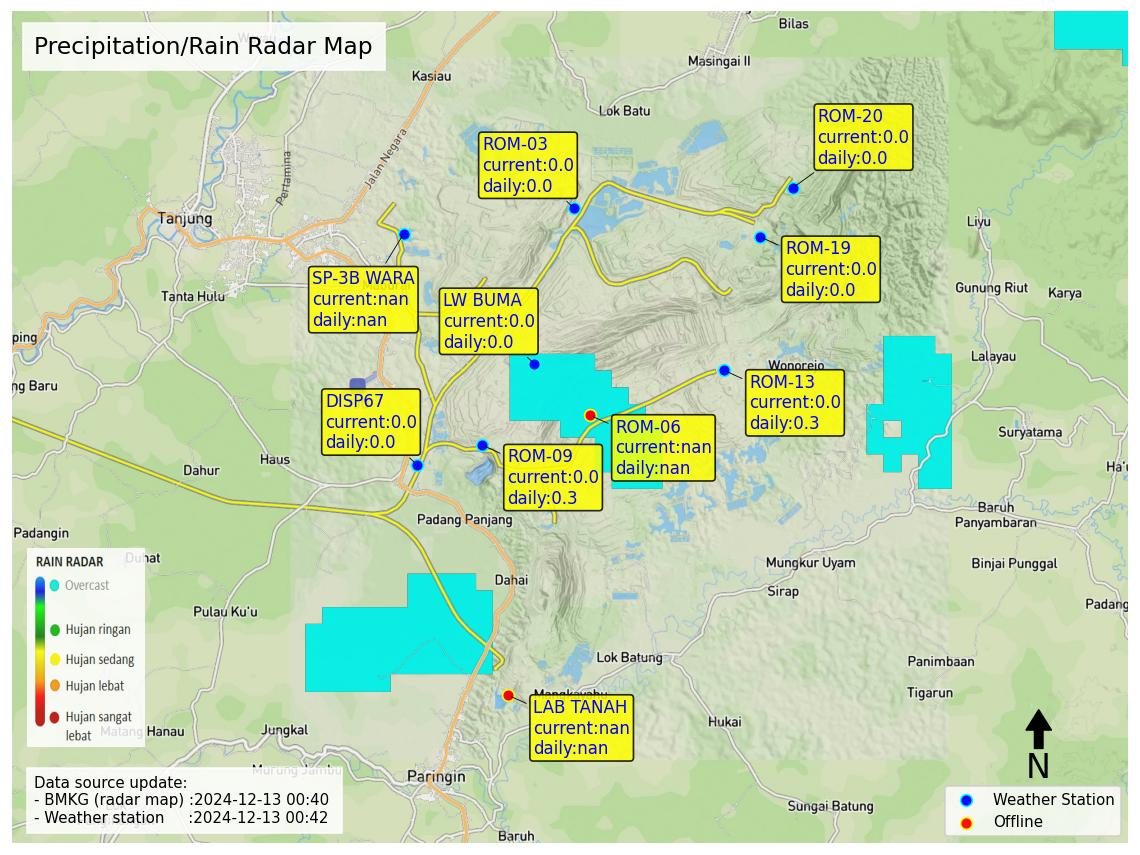 Precipitation/Rain Radar Map
Bilas
Masingai II
Kasiau
Lok Batu
ROM-20
current:0.0
daily:0.0
ROM-03
current:0.0
daily:0.0
Jalan Negara
Pertamina
Tanjung
Liyu
ROM-19
current:0.0
daily:0.0
SP-3B WARA
current:nan
daily:nan
Tanta Hulu
LW BUMA
current:0.0
daily:0.0
Gunung Riut
Karya
ping
Lalayau
Wonorejo
ng Baru
ROM-13
current:0.0
daily:0.3
DISP67
current:0.0
daily:0.0
ROM-06
current:nan
daily:nan
Suryatama
ROM-09
current:0.0
daily:0.3
Haus
Dahur
Ha'u
Padang Panjang
Baruh
Panyambaran
Padangin
Duhat
Mungkur Uyam
Binjai Punggal
RAIN RADAR
Overcast
Hujan ringan
Hujan sedang
Hujan lebat
Hujan sangat
lebat
Dahai
Sirap
Pulau Ku'u
Padang
Lok Batung
Panimbaan
Tigarun
Mangkayahu
LAB TANAH
current:nan
daily:nan
Hukai
Matang Hanau
Jungkal
Murung Jambu
Paringin
N
Data source update:
- BMKG (radar map) :2024-12-13 00:40
- Weather station :2024-12-13 00:42
Sungai Batung
Baruh
Weather Station
Offline